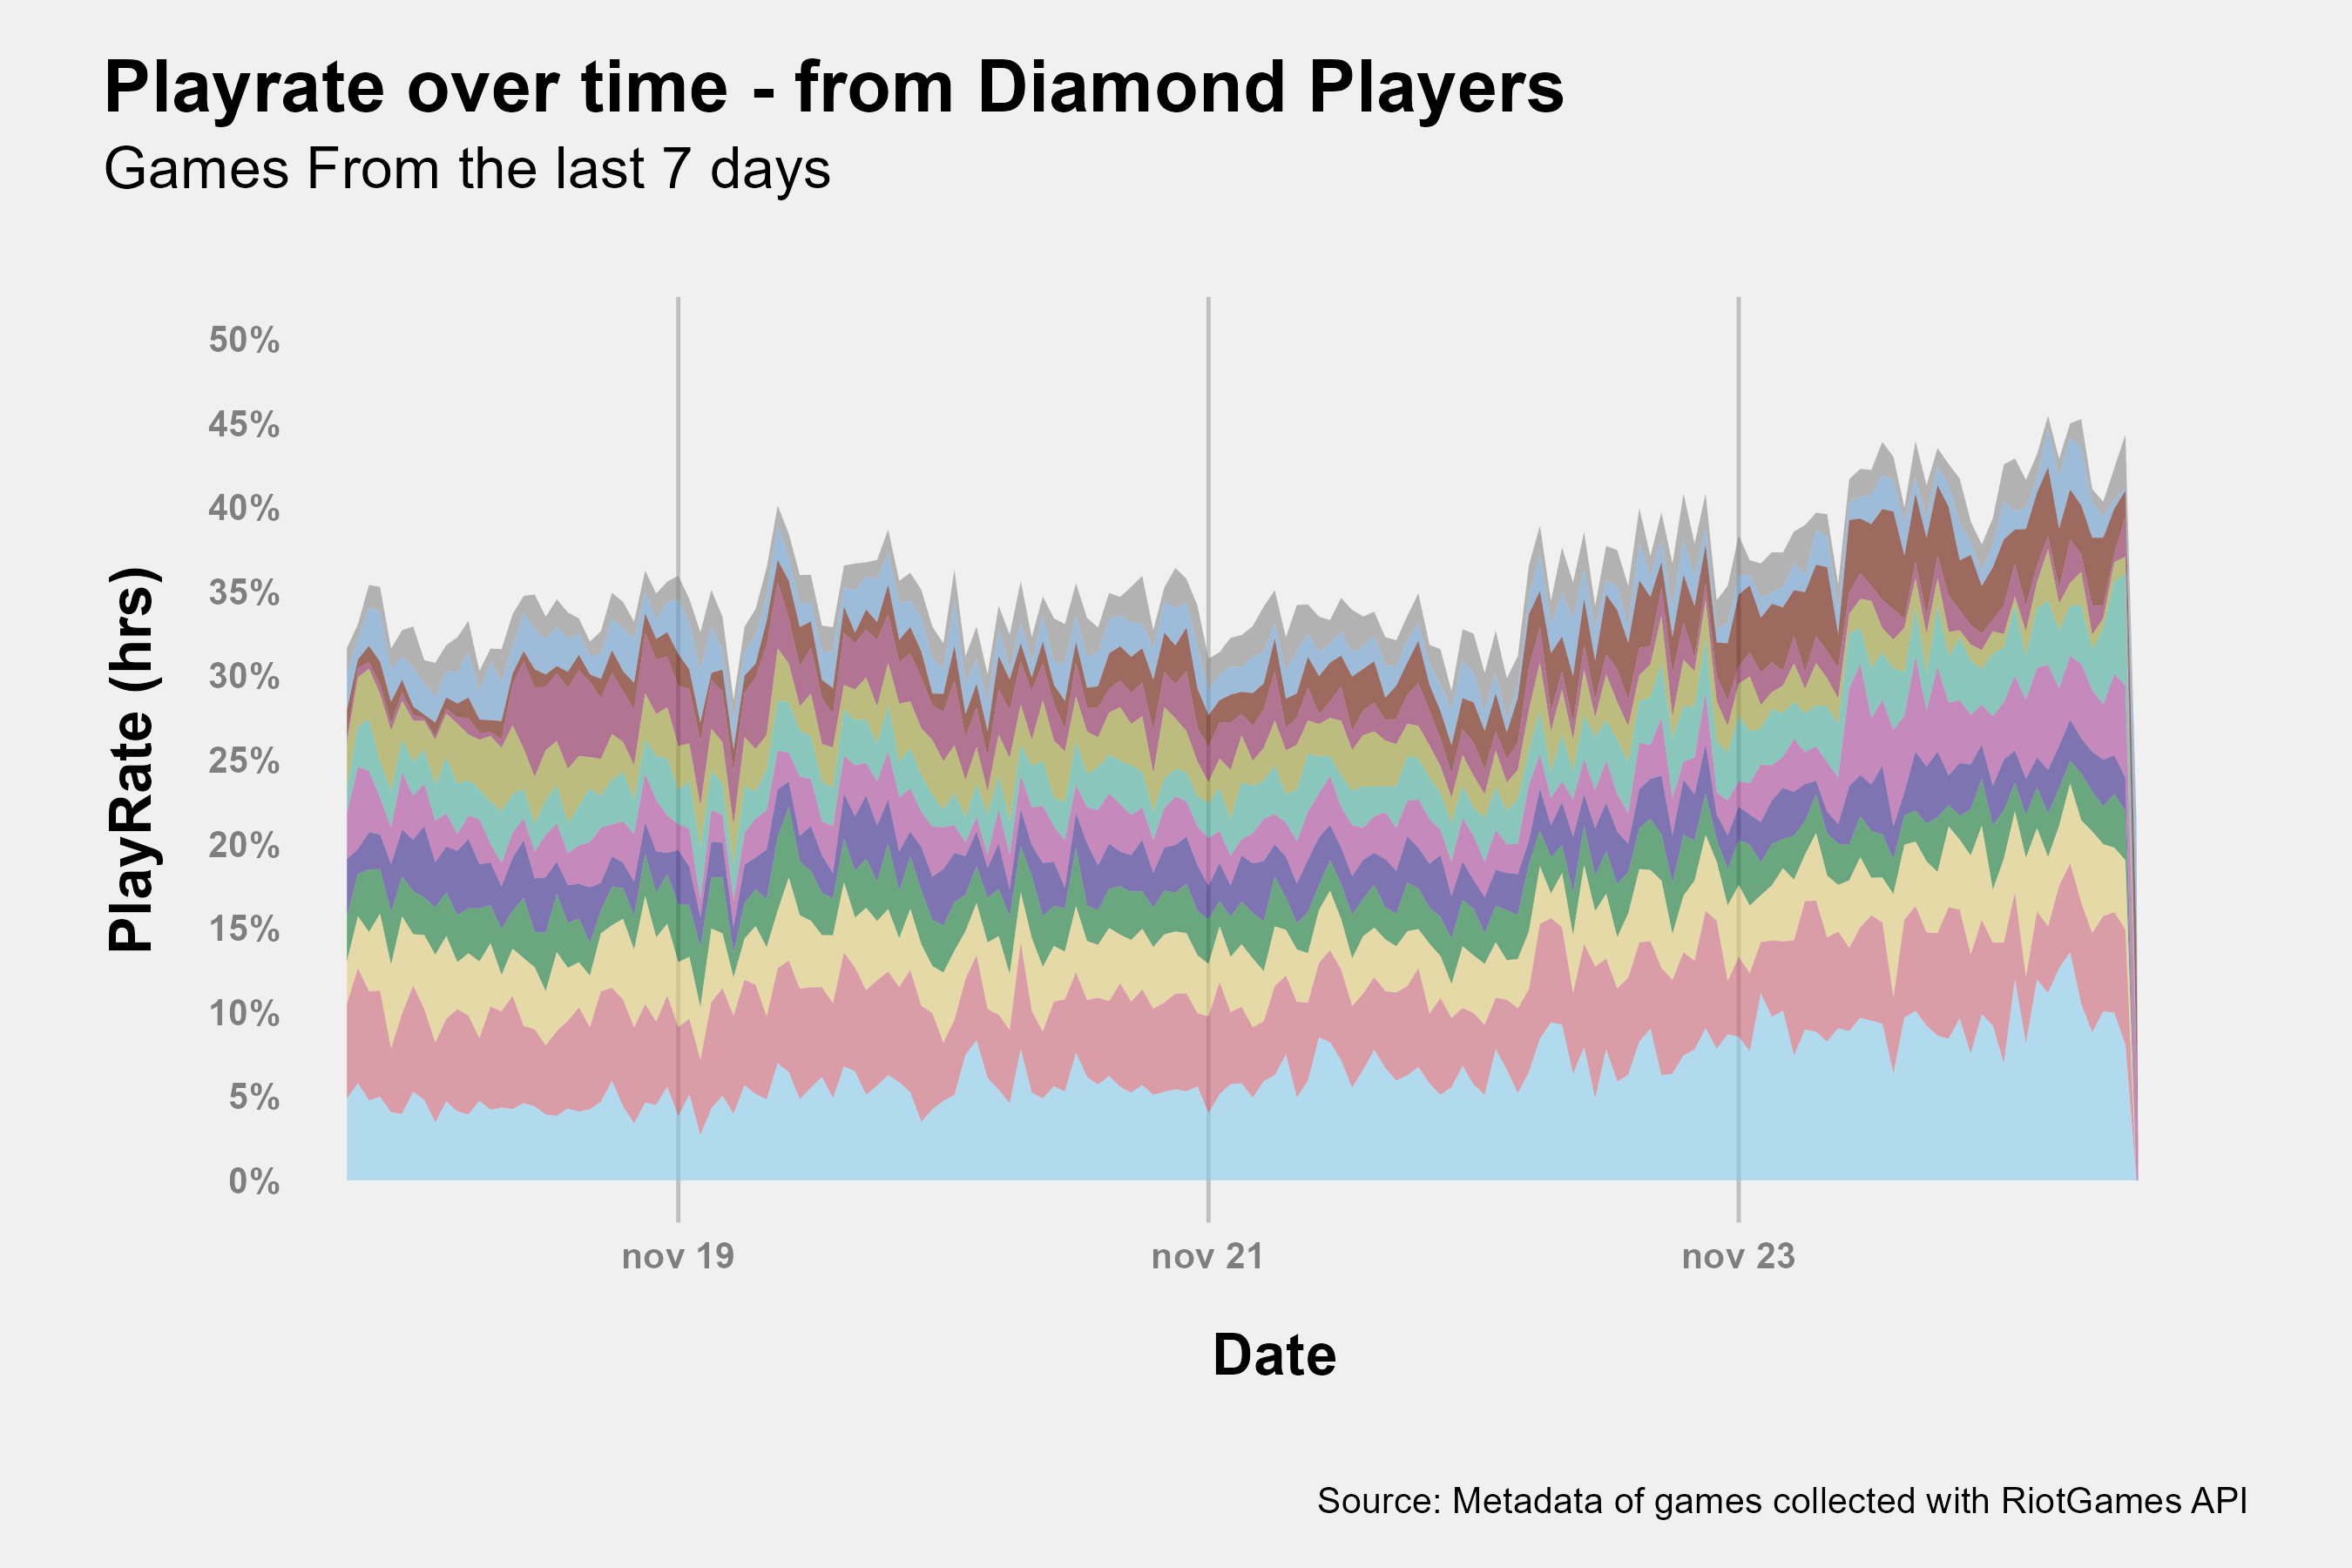 Playrate over time - from Diamond Players
Games From the last 7 days
50%
45%
40%
35%
30%
25%
20%
15%
10%
5%
0%
PlayRate (hrs)
nov 19
nov 21
nov 23
Date
Source: Metadata of games collected with RiotGames API